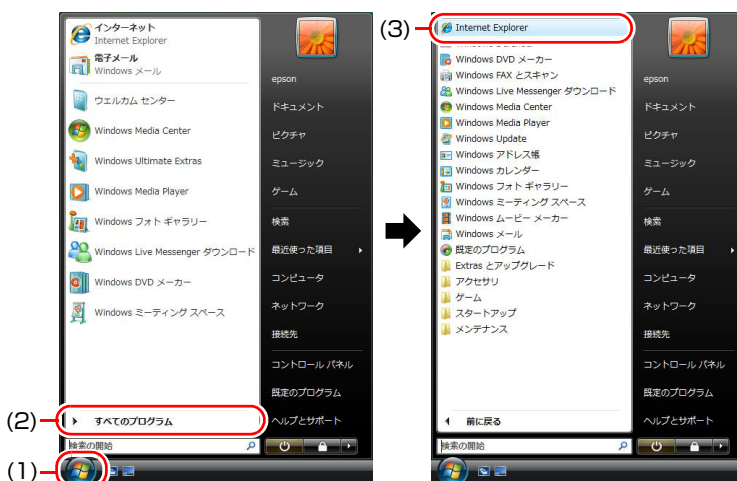 インターネット
Internet Explorer
電子メール
Windows メール
ウエルカム センター
Windows Media Center
Windows Ultimate Extras
Windows Media Player
Windows フォト ギャラリー
Windows Live Messenger ダウンロード
Windows DVD メーカー
Windows ミーティング スペース
(2)
すべてのプログラム
検索の開始
(1)
epson
ドキュメント
ピクチャ
ミュージック
ゲーム
検索
最近使った項目
コンピュータ
ネットワーク
接続先
コントロール パネル
既定のプログラム
ヘルプとサポート
(3)
Internet Explorer
Windows DVD メーカー
Windows FAX とスキャン
Windows Live Messenger ダウンロード
Windows Media Center
Windows Media Player
Windows Update
Windows アドレス帳
Windows カレンダー
Windows フォト ギャラリー
Windows ミーティング スペース
Windows ムービー メーカー
Windows メール
既定のプログラム
Extras とアップグレード
アクセサリ
ゲーム
スタートアップ
メンテナンス
前に戻る
検索の開始
epson
ドキュメント
ピクチャ
ミュージック
ゲーム
検索
最近使った項目
コンピュータ
ネットワーク
接続先
コントロール パネル
既定のプログラム
ヘルプとサポート